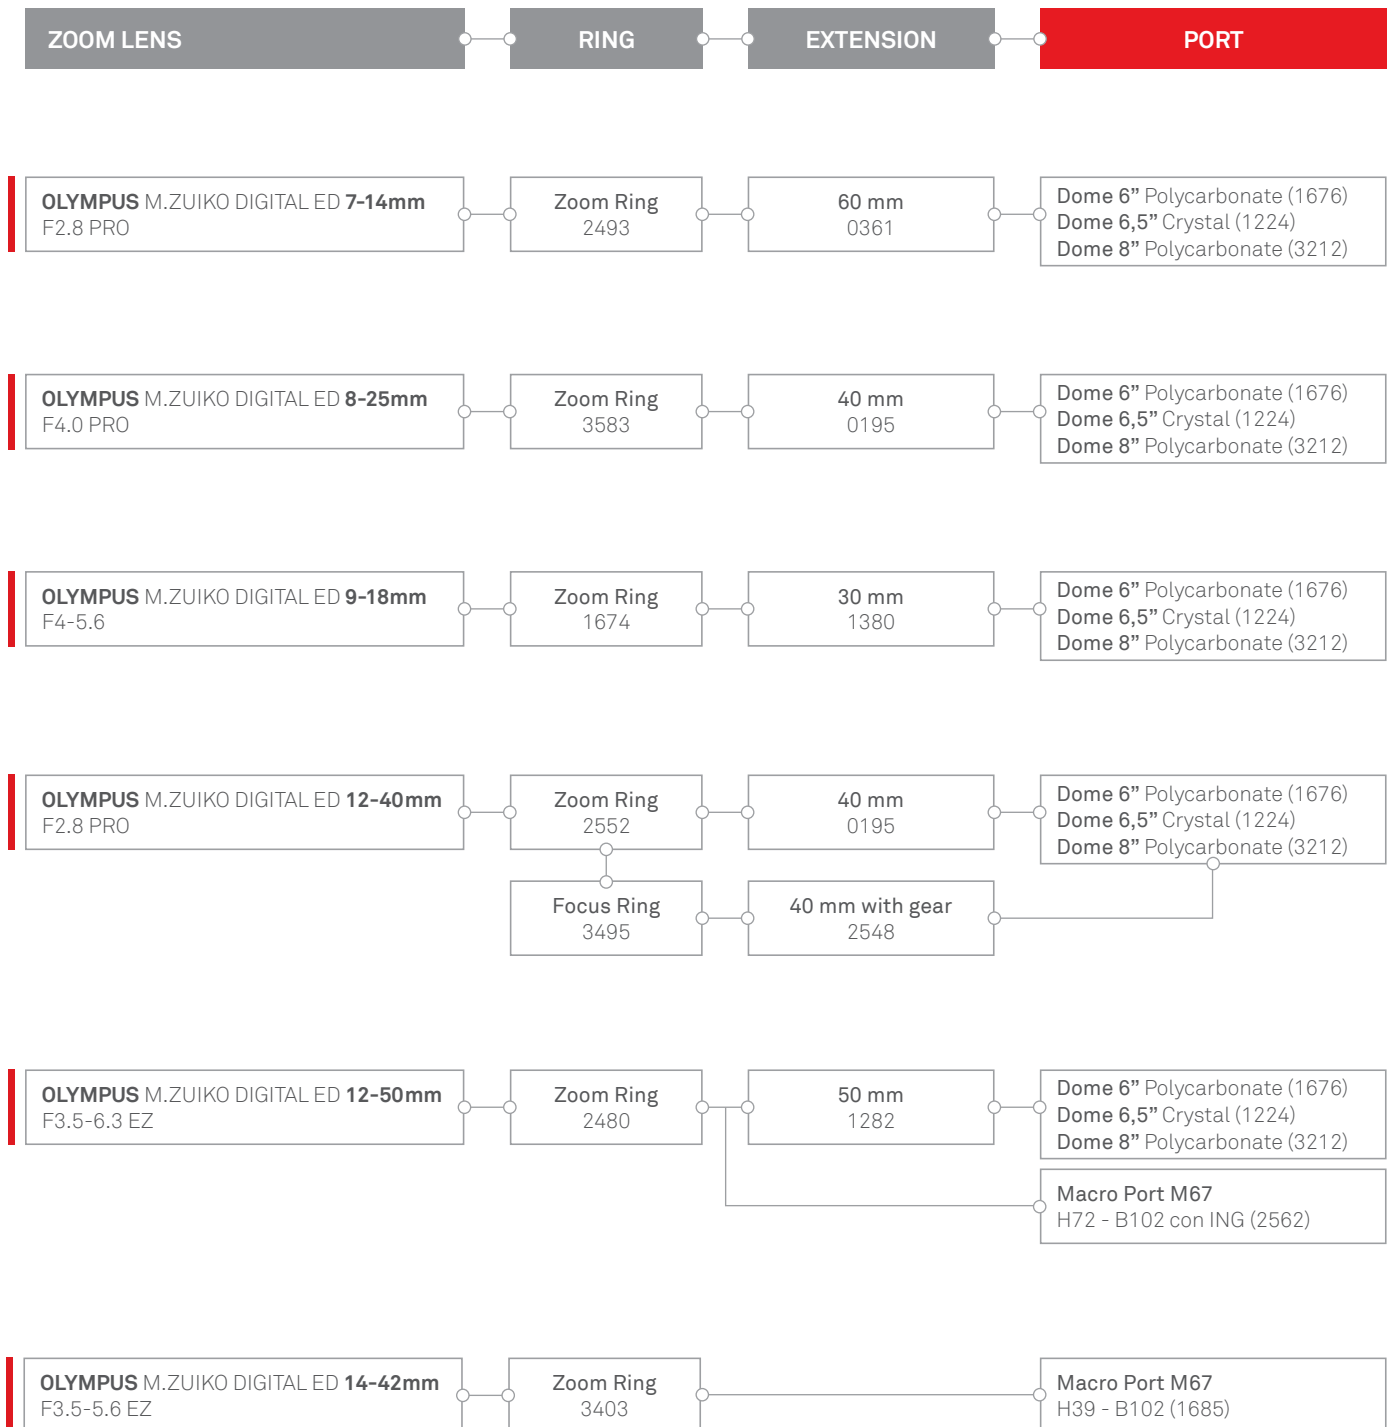 ZOOM LENS
RING
EXTENSION
PORT
OLYMPUS M.ZUIKO DIGITAL ED 7-14mm
F2.8 PRO
Zoom Ring
2493
60 mm
0361
Dome 6” Polycarbonate (1676)
Dome 6,5” Crystal (1224)
Dome 8” Polycarbonate (3212)
OLYMPUS M.ZUIKO DIGITAL ED 8-25mm
F4.0 PRO
Zoom Ring
3583
40 mm
0195
Dome 6” Polycarbonate (1676)
Dome 6,5” Crystal (1224)
Dome 8” Polycarbonate (3212)
OLYMPUS M.ZUIKO DIGITAL ED 9-18mm
F4-5.6
Zoom Ring
1674
30 mm
1380
Dome 6” Polycarbonate (1676)
Dome 6,5” Crystal (1224)
Dome 8” Polycarbonate (3212)
OLYMPUS M.ZUIKO DIGITAL ED 12-40mm
F2.8 PRO
Zoom Ring
2552
40 mm
0195
Dome 6” Polycarbonate (1676)
Dome 6,5” Crystal (1224)
Dome 8” Polycarbonate (3212)
Focus Ring
3495
40 mm with gear
2548
OLYMPUS M.ZUIKO DIGITAL ED 12-50mm
F3.5-6.3 EZ
Zoom Ring
2480
50 mm
1282
Dome 6” Polycarbonate (1676)
Dome 6,5” Crystal (1224)
Dome 8” Polycarbonate (3212)
Macro Port M67
H72 - B102 con ING (2562)
OLYMPUS M.ZUIKO DIGITAL ED 14-42mm
F3.5-5.6 EZ
Zoom Ring
3403
Macro Port M67
H39 - B102 (1685)